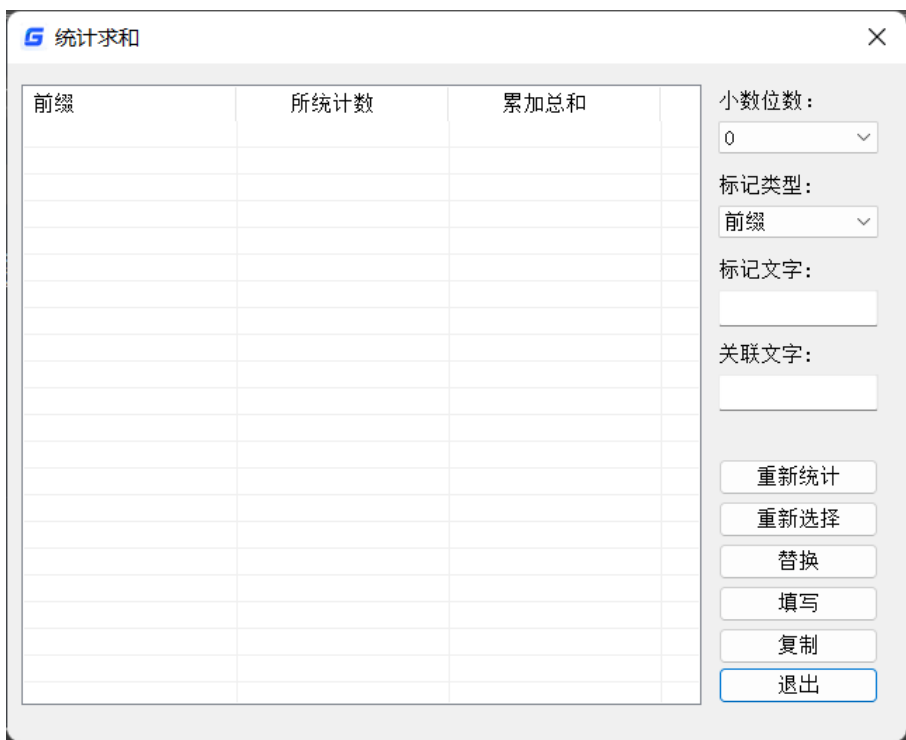 统计求和
前缀 所统计数 累加总和
小数位数:
0
标记类型:
前缀
标记文字:
关联文字:
重新统计
重新选择
替换
填写
复制
退出